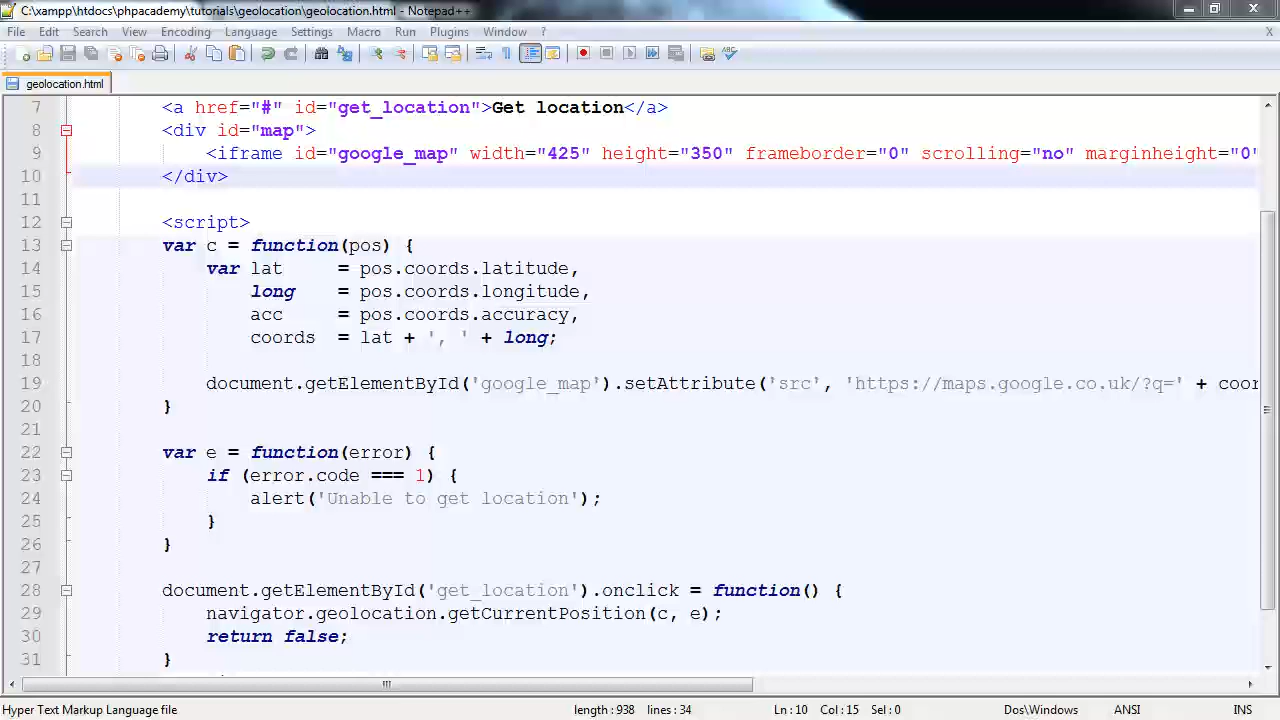 C:\xampp\htdocs\phpacademy\tutorials\geolocation\geolocation.html - Notepad++
File Edit Search View Encoding Language Settings Macro Run Plugins Window ? X
geolocation.html
7 <a href="#" id="get_location">Get location</a>
8 <div id="map">
9 <iframe id="google_map" width="425" height="350" frameborder="0" scrolling="no" marginheight="0"
10 </div>
11
12 <script>
13 var c = function(pos) {
14 var lat = pos.coords.latitude,
15 long = pos.coords.longitude,
16 acc = pos.coords.accuracy,
17 coords = lat + ', ' + long;
18
19 document.getElementById('google_map').setAttribute('src', 'https://maps.google.co.uk/?q=' + coor
20 }
21
22 var e = function(error) {
23 if (error.code === 1) {
24 alert('Unable to get location');
25 }
26 }
27
28 document.getElementById('get_location').onclick = function() {
29 navigator.geolocation.getCurrentPosition(c, e);
30 return false;
31 }
Hyper Text Markup Language file length : 938 lines : 34 Ln : 10 Col : 15 Sel : 0 Dos\Windows ANSI INS